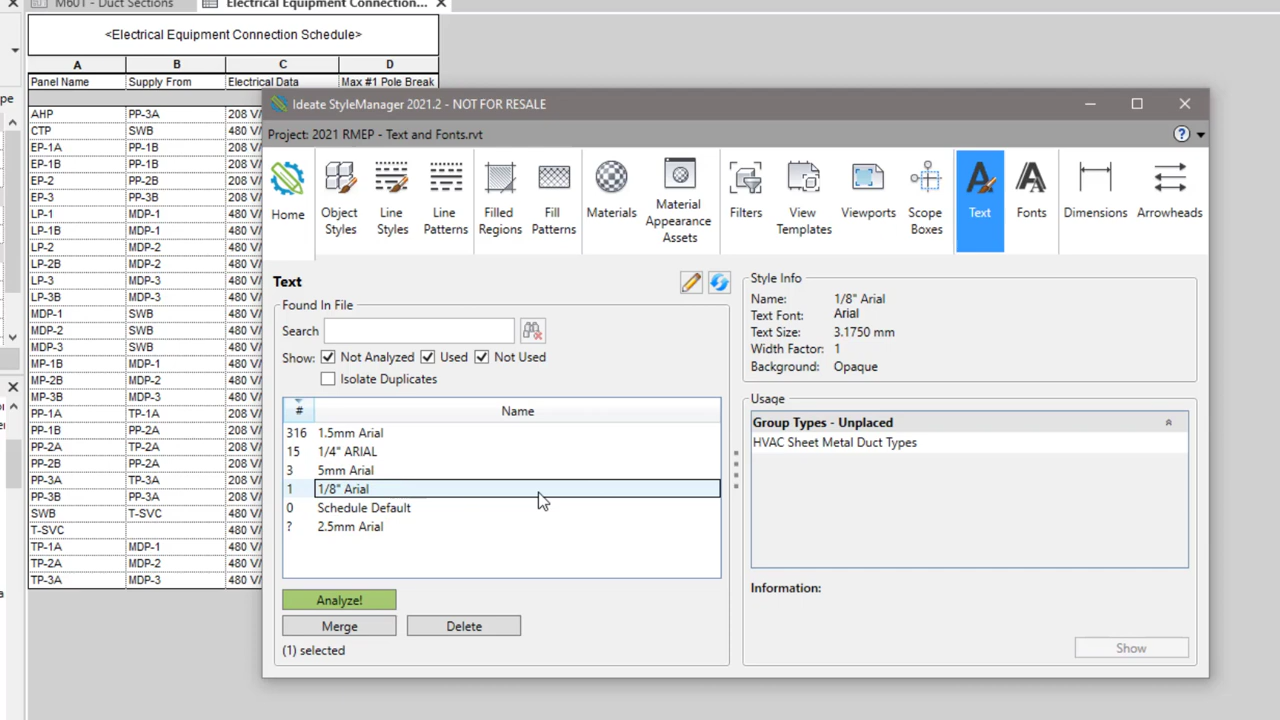 M601 - Duct Sections
Electrical Equipment Connection...
<Electrical Equipment Connection Schedule>
A B C D
Panel Name Supply From Electrical Data Max #1 Pole Break
AHP PP-3A 208 V/
CTP SWB 480 V/
EP-1A PP-1B 208 V/
EP-1B PP-1B 208 V/
EP-2 PP-2B 208 V/
EP-3 PP-3B 208 V/
LP-1 MDP-1 480 V/
LP-1B MDP-1 480 V/
LP-2 MDP-2 480 V/
LP-2B MDP-2 480 V/
LP-3 MDP-3 480 V/
LP-3B MDP-3 480 V/
MDP-1 SWB 480 V/
MDP-2 SWB 480 V/
MDP-3 SWB 480 V/
MP-1B MDP-1 480 V/
MP-2B MDP-2 480 V/
MP-3B MDP-3 480 V/
PP-1A TP-1A 208 V/
PP-1B PP-2A 208 V/
PP-2A TP-2A 208 V/
PP-2B PP-2A 208 V/
PP-3A TP-3A 208 V/
PP-3B PP-3A 208 V/
SWB T-SVC 480 V/
T-SVC 480 V/
TP-1A MDP-1 480 V/
TP-2A MDP-2 480 V/
TP-3A MDP-3 480 V/
Ideate StyleManager 2021.2 - NOT FOR RESALE
Project: 2021 RMEP - Text and Fonts.rvt
Home
Object Styles
Line Styles
Line Patterns
Filled Regions
Fill Patterns
Materials
Material Appearance Assets
Filters
View Templates
Viewports
Scope Boxes
Text
Fonts
Dimensions
Arrowheads
Text
Found In File
Search
Show: Not Analyzed Used Not Used
Isolate Duplicates
# Name
316 1.5mm Arial
15 1/4" ARIAL
3 5mm Arial
1 1/8" Arial
0 Schedule Default
? 2.5mm Arial
Analyze!
Merge Delete
(1) selected
Style Info
Name: 1/8" Arial
Text Font: Arial
Text Size: 3.1750 mm
Width Factor: 1
Background: Opaque
Usage
Group Types - Unplaced
HVAC Sheet Metal Duct Types
Information:
Show